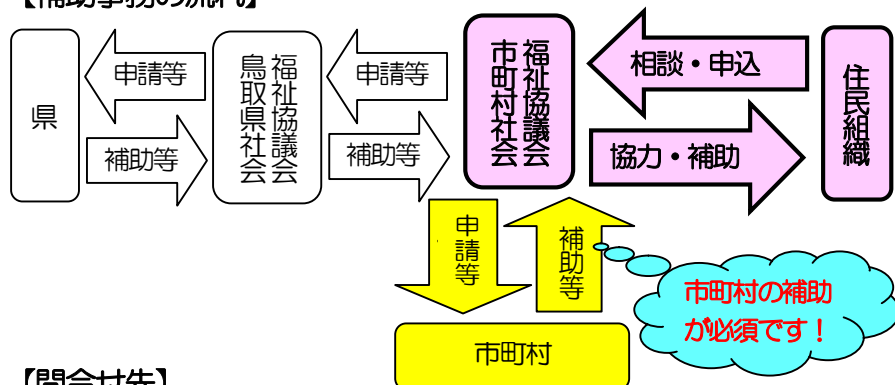 【補助事務の流れ】
県
申請等
補助等
鳥取県社会
福祉協議会
申請等
補助等
市町村社会
福祉協議会
相談・申込
協力・補助
住民組織
申請等
補助等
市町村の補助
が必須です！
市町村
【問合せ先】